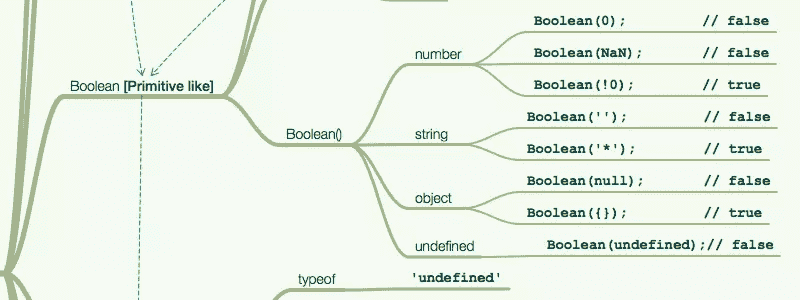 Boolean(0); // false
number Boolean(NaN); // false
Boolean [Primitive like] Boolean(!0); // true
Boolean(''); // false
Boolean() string Boolean('*'); // true
Boolean(null); // false
object Boolean({}); // true
undefined Boolean(undefined);// false
typeof 'undefined'